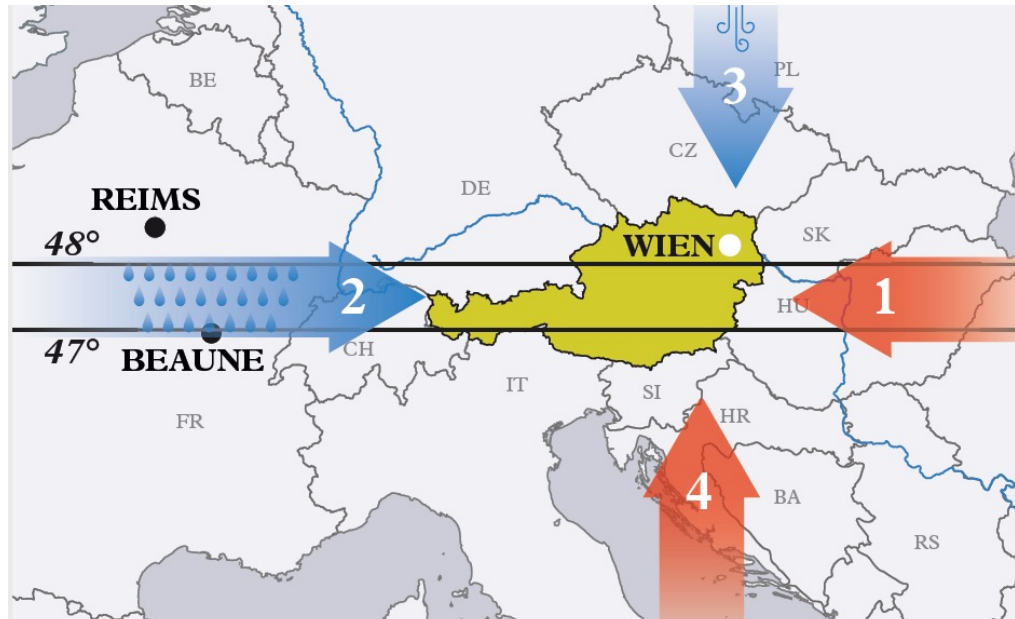 3
PL
BE
CZ
DE
REIMS
48°
WIEN
SK
2
1
HU
47°
BEAUNE
CH
IT
SI
HR
FR
4
BA
RS